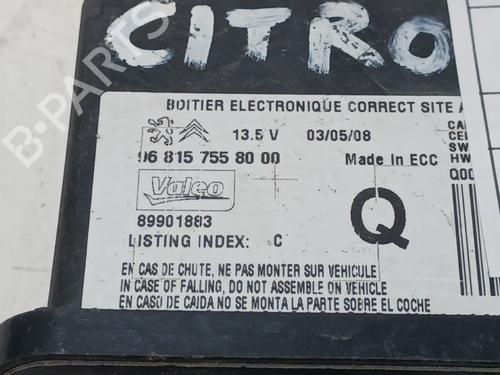 CITRO
B-PARTS
BOITIER ELECTRONIQUE CORRECT SITE A
13.5 V 03/05/08
96 815 755 80 00 Made In ECC
Valeo
89901883
LISTING INDEX: C
Q
CA
CE
SW
HW
Q00
EN CAS DE CHUTE, NE PAS MONTER SUR VEHICULE
IN CASE OF FALLING, DO NOT ASSEMBLE ON VEHICLE
EN CASO DE CAIDA NO SE MONTA LA PARTE SOBRE EL COCHE